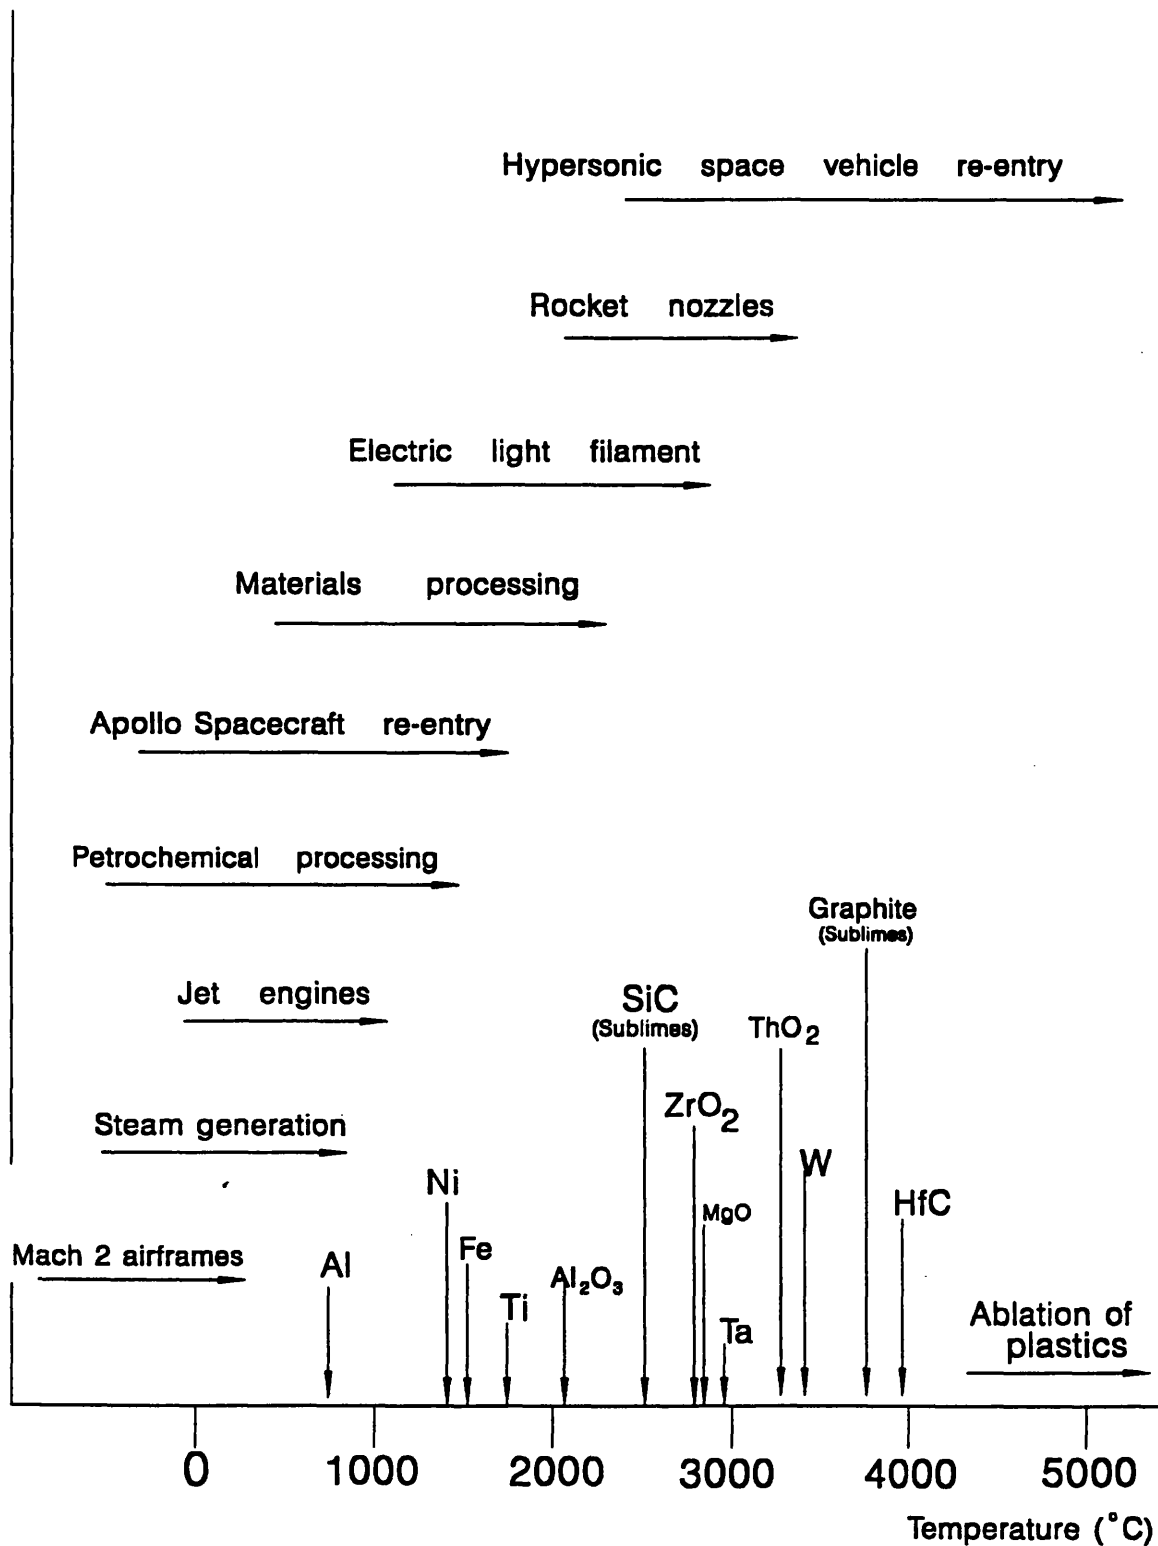 Hypersonic space vehicle re-entry
Rocket nozzles
Electric light filament
Materials processing
Apollo Spacecraft re-entry
Petrochemical processing
Graphite
(Sublimes)
Jet engines
SiC
(Sublimes)
ThO2
ZrO2
Steam generation
W
Ni
HfC
MgO
Fe
Mach 2 airframes
Al
Al2O3
Ti
Ta
Ablation of
plastics
0 1000 2000 3000 4000 5000
Temperature (°C)